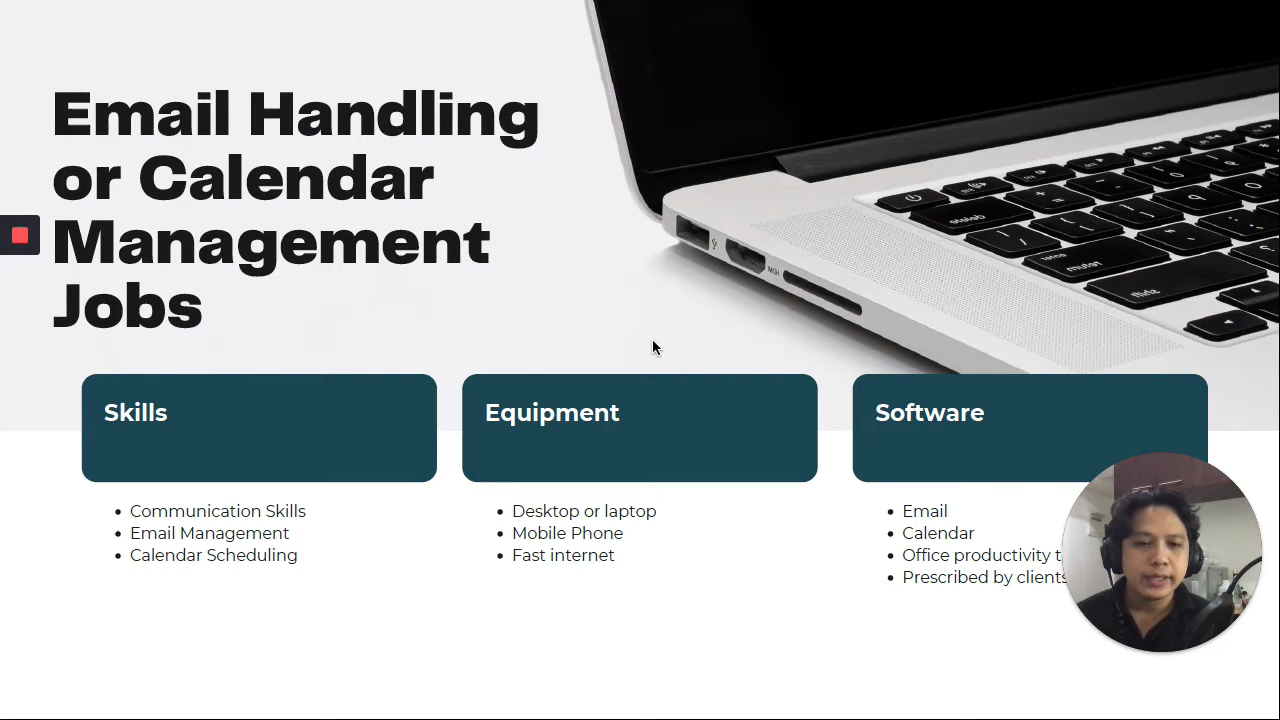 Email Handling
or Calendar
Management
Jobs
Skills
Communication Skills
Email Management
Calendar Scheduling
Equipment
Desktop or laptop
Mobile Phone
Fast internet
Software
Email
Calendar
Office productivity
Prescribed by clients